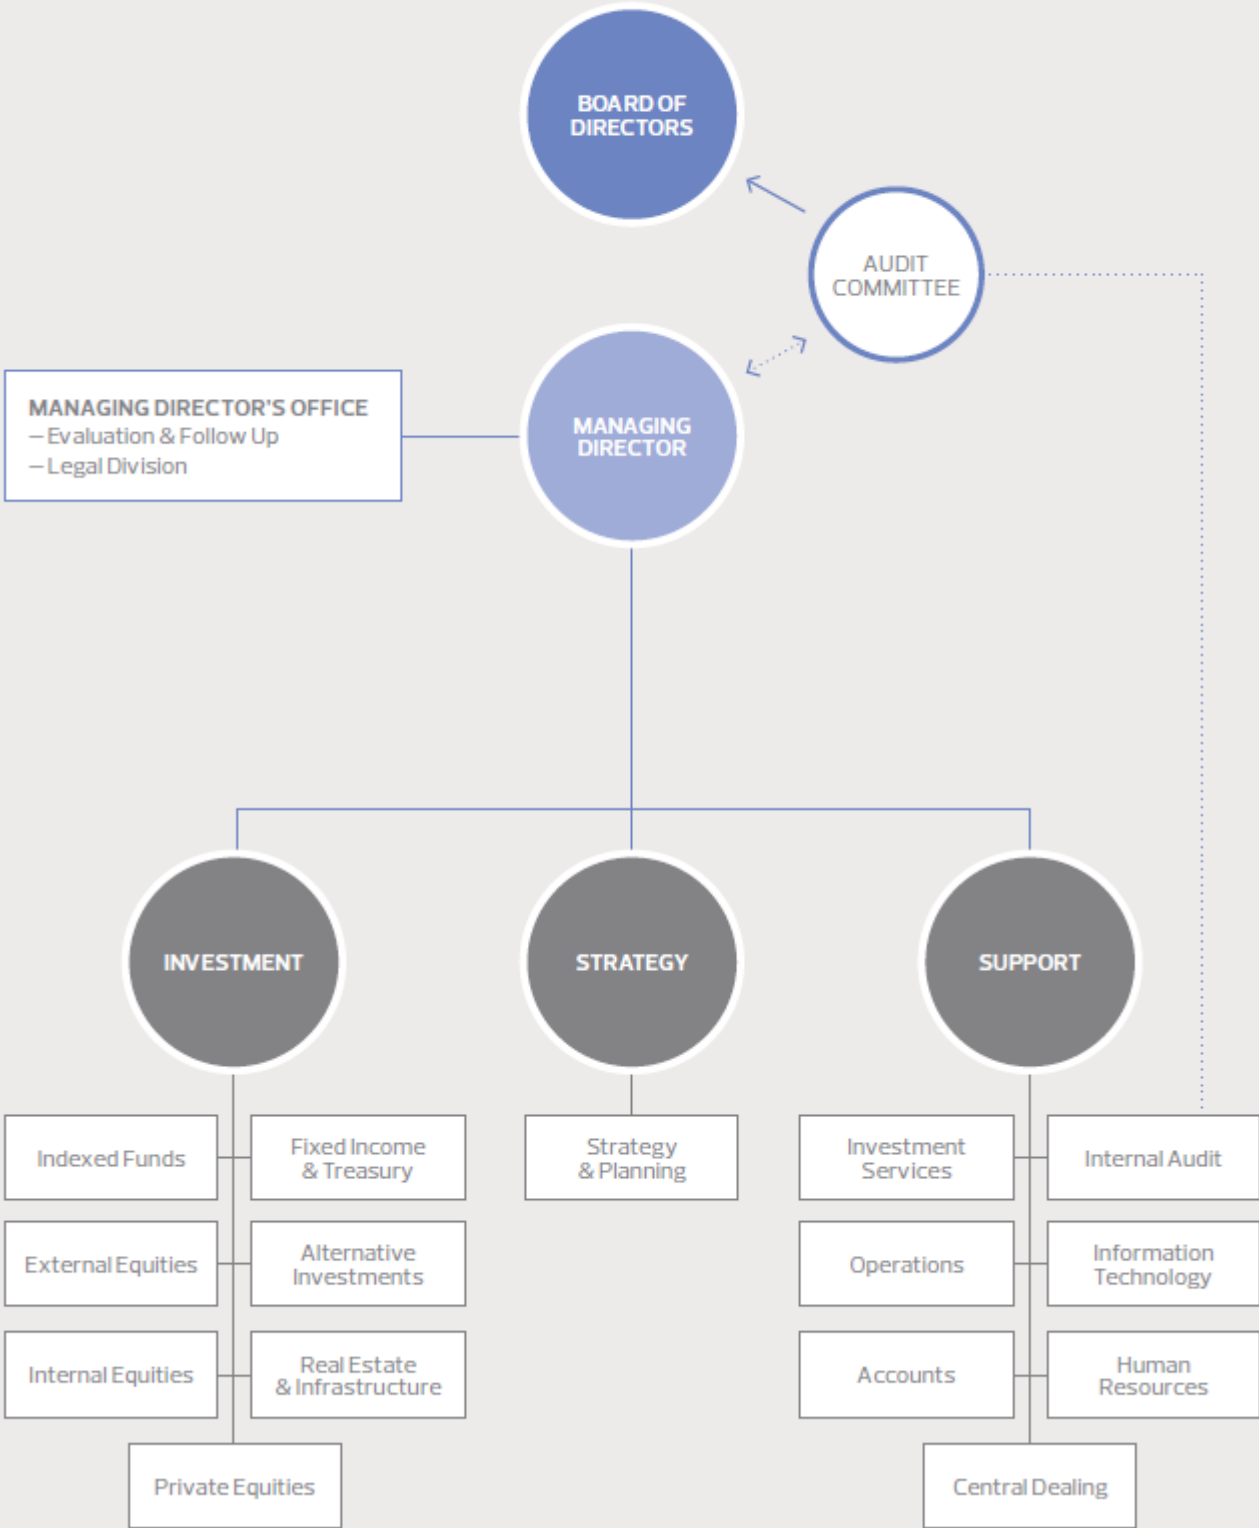 BOARD OF
DIRECTORS
AUDIT
COMMITTEE
MANAGING DIRECTOR'S OFFICE
– Evaluation & Follow Up
– Legal Division
MANAGING
DIRECTOR
INVESTMENT
STRATEGY
SUPPORT
Indexed Funds
Fixed Income
& Treasury
Strategy
& Planning
Investment
Services
Internal Audit
External Equities
Alternative
Investments
Operations
Information
Technology
Internal Equities
Real Estate
& Infrastructure
Accounts
Human
Resources
Private Equities
Central Dealing